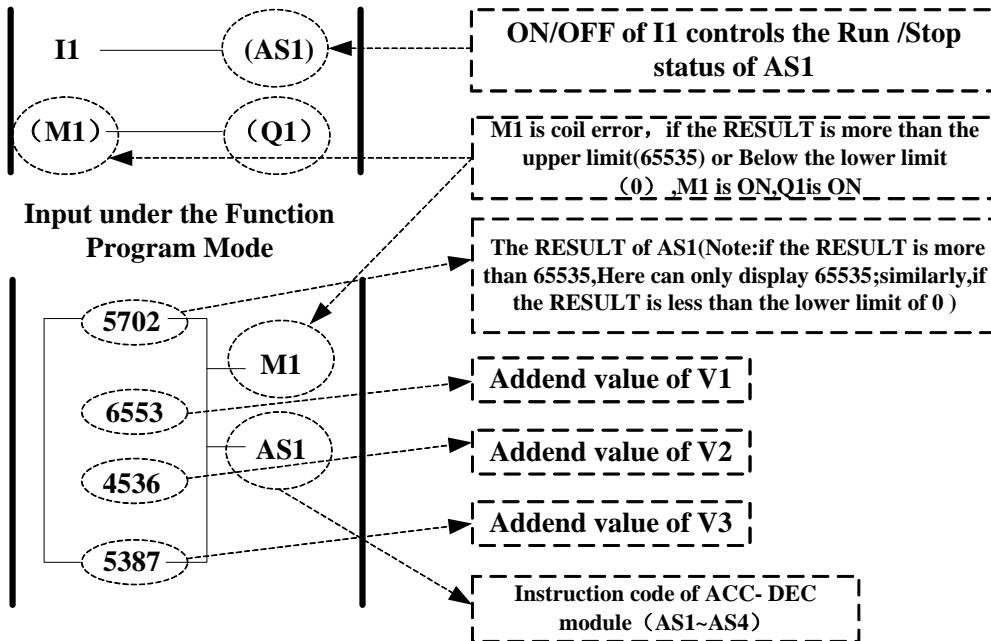 I1 (AS1)
（M1） （Q1）
Input under the Function
Program Mode
5702
M1
6553
AS1
4536
5387
ON/OFF of I1 controls the Run /Stop
status of AS1
M1 is coil error，if the RESULT is more than the
upper limit(65535) or Below the lower limit
（0）,M1 is ON,Q1is ON
The RESULT of AS1(Note:if the RESULT is more
than 65535,Here can only display 65535;similarly,if
the RESULT is less than the lower limit of 0 )
Addend value of V1
Addend value of V2
Addend value of V3
Instruction code of ACC- DEC
module（AS1~AS4）